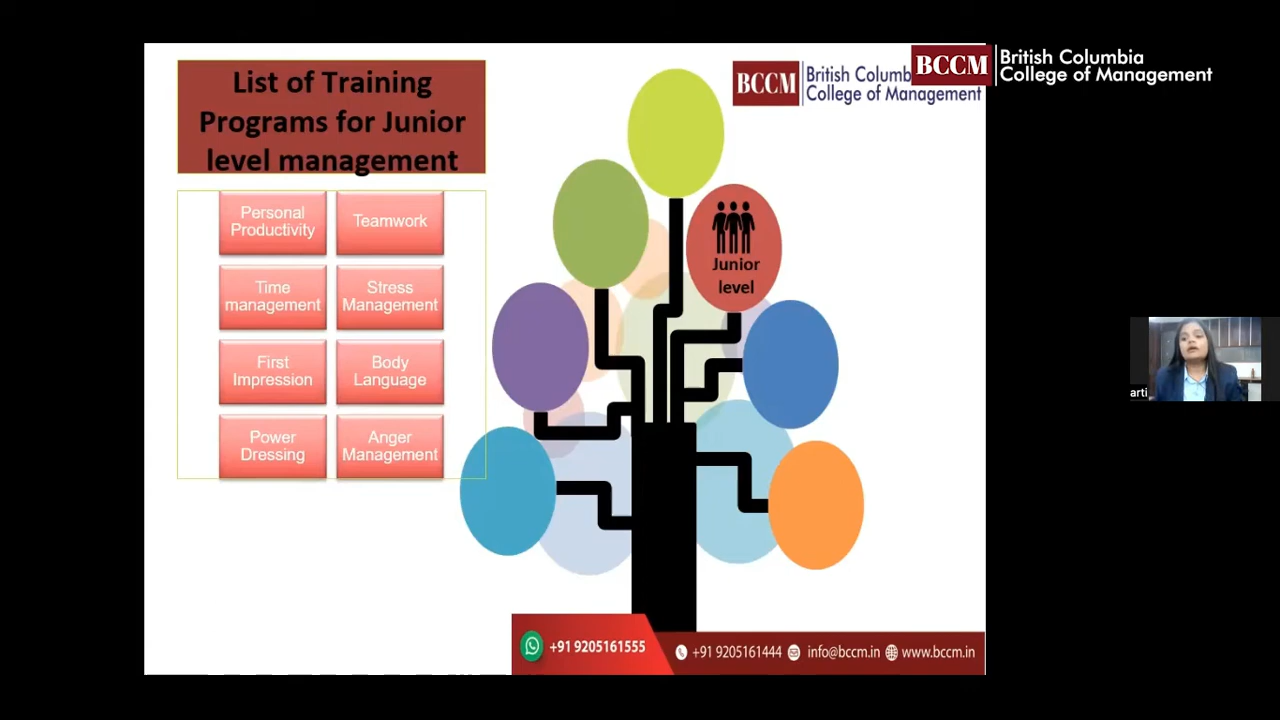 List of Training
Programs for Junior
level management
BCCM
British Columb
College of Management
BCCM
British Columbia
College of Management
Personal
Productivity
Teamwork
Time
management
Stress
Management
First
Impression
Body
Language
Power
Dressing
Anger
Management
Junior
level
arti
+91 9205161555
+91 9205161444
info@bccm.in
www.bccm.in